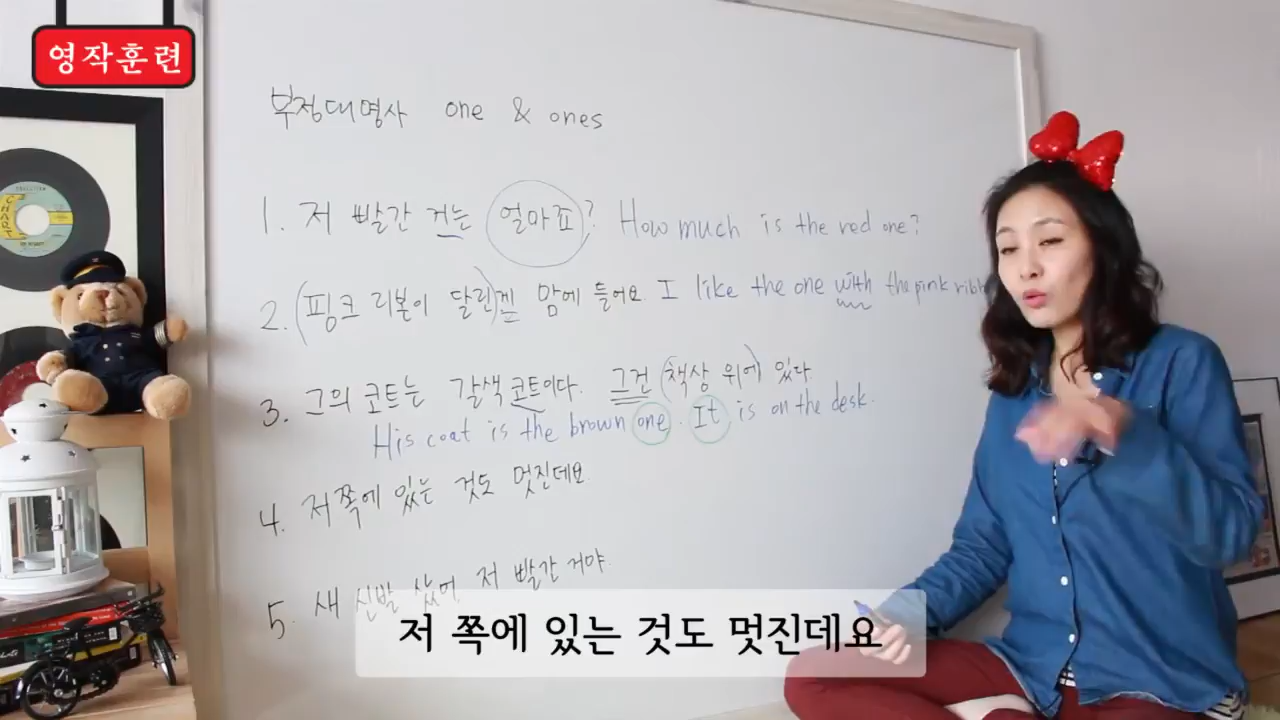 영작훈련
부정대명사 one & ones
1. 저 빨간 거는 얼마죠? How much is the red one?
2. (핑크 리본이 달린)게 맘에 들어요. I like the one with the pink ribb
3. 그의 코트는 갈색 코트이다. 그건 (책상 위에) 있다
His coat is the brown one. It is on the desk.
4. 저쪽에 있는 것도 멋진데요.
5. 새 신발 샀어. 저 빨간 거야.
저 쪽에 있는 것도 멋진데요
CHART